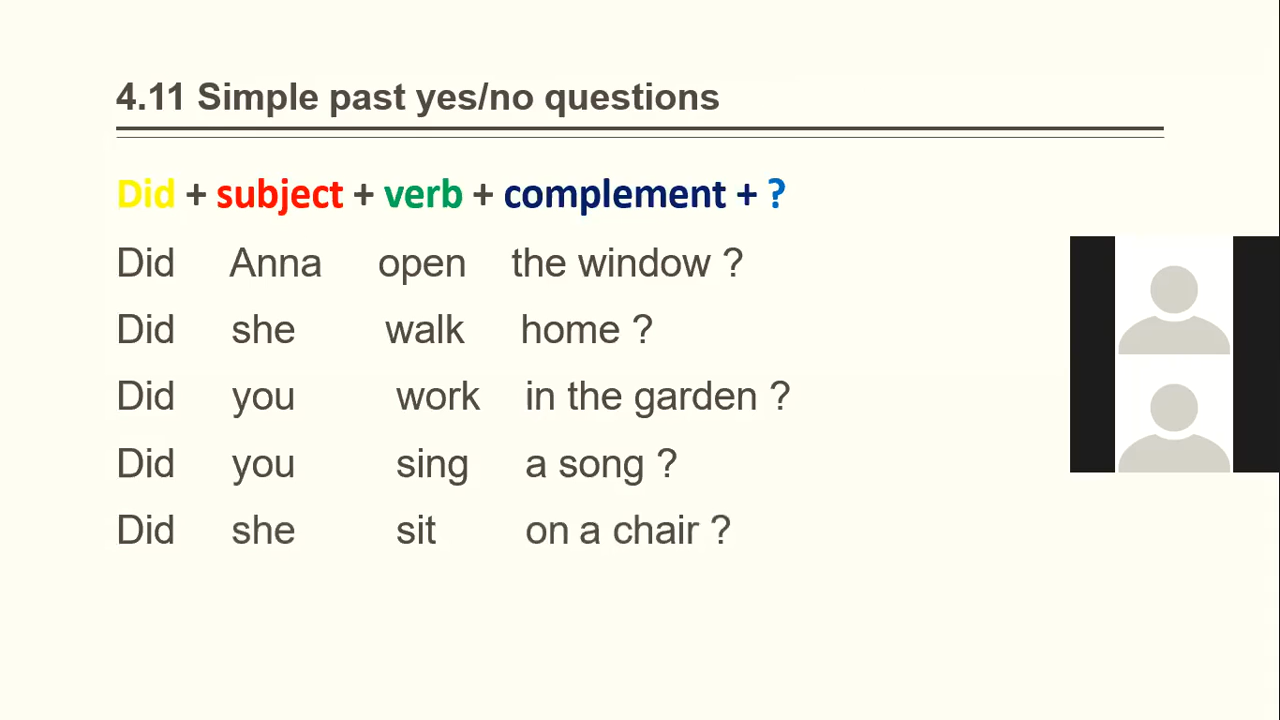 4.11 Simple past yes/no questions
Did + subject + verb + complement + ?
Did Anna open the window ?
Did she walk home ?
Did you work in the garden ?
Did you sing a song ?
Did she sit on a chair ?